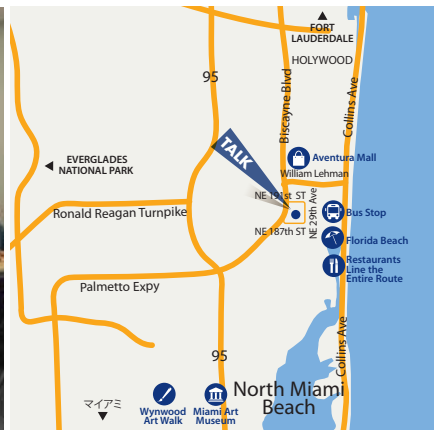 FORT
LAUDERDALE
HOLYWOOD
95
Biscayne Blvd
Collins Ave
TALK
Aventura Mall
William Lehman
EVERGLADES
NATIONAL PARK
NE 191st ST
NE 29th Ave
Bus Stop
Ronald Reagan Turnpike
NE 187th ST
Florida Beach
Restaurants
Line the
Entire Route
Palmetto Expy
95
Collins Ave
North Miami
Beach
マイアミ
Wynwood
Art Walk
Miami Art
Museum